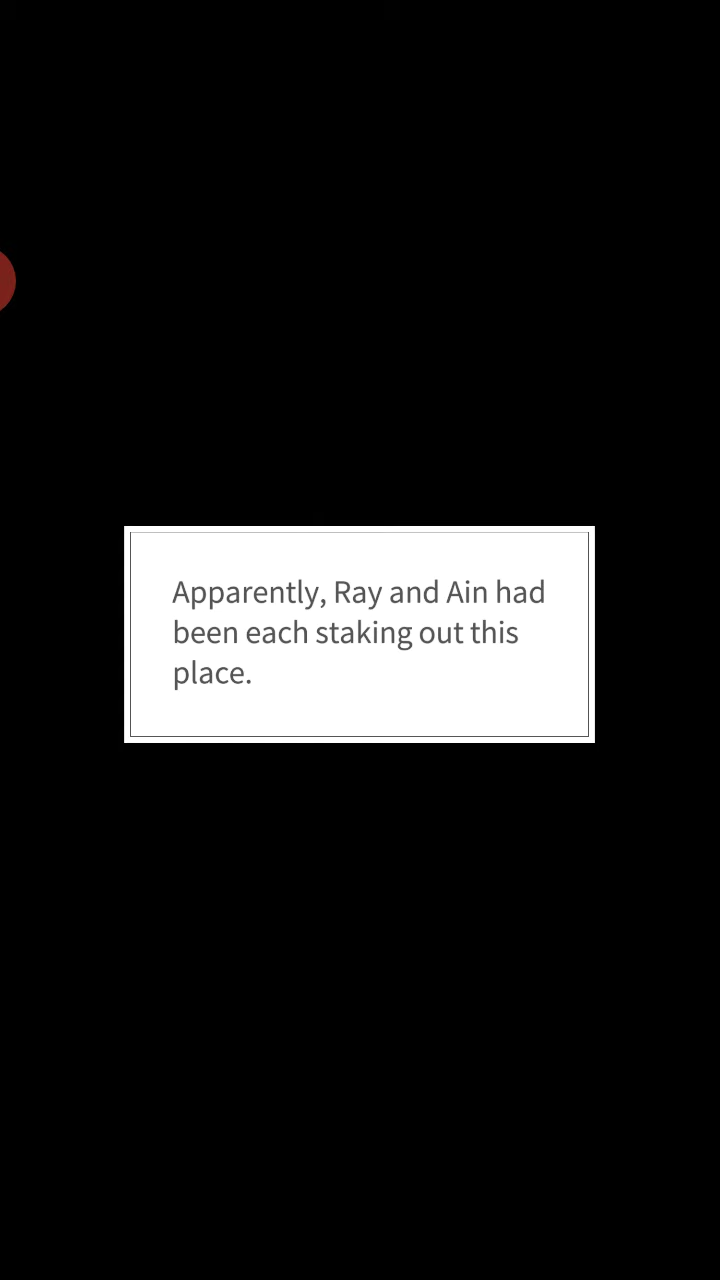 Apparently, Ray and Ain had
been each staking out this
place.